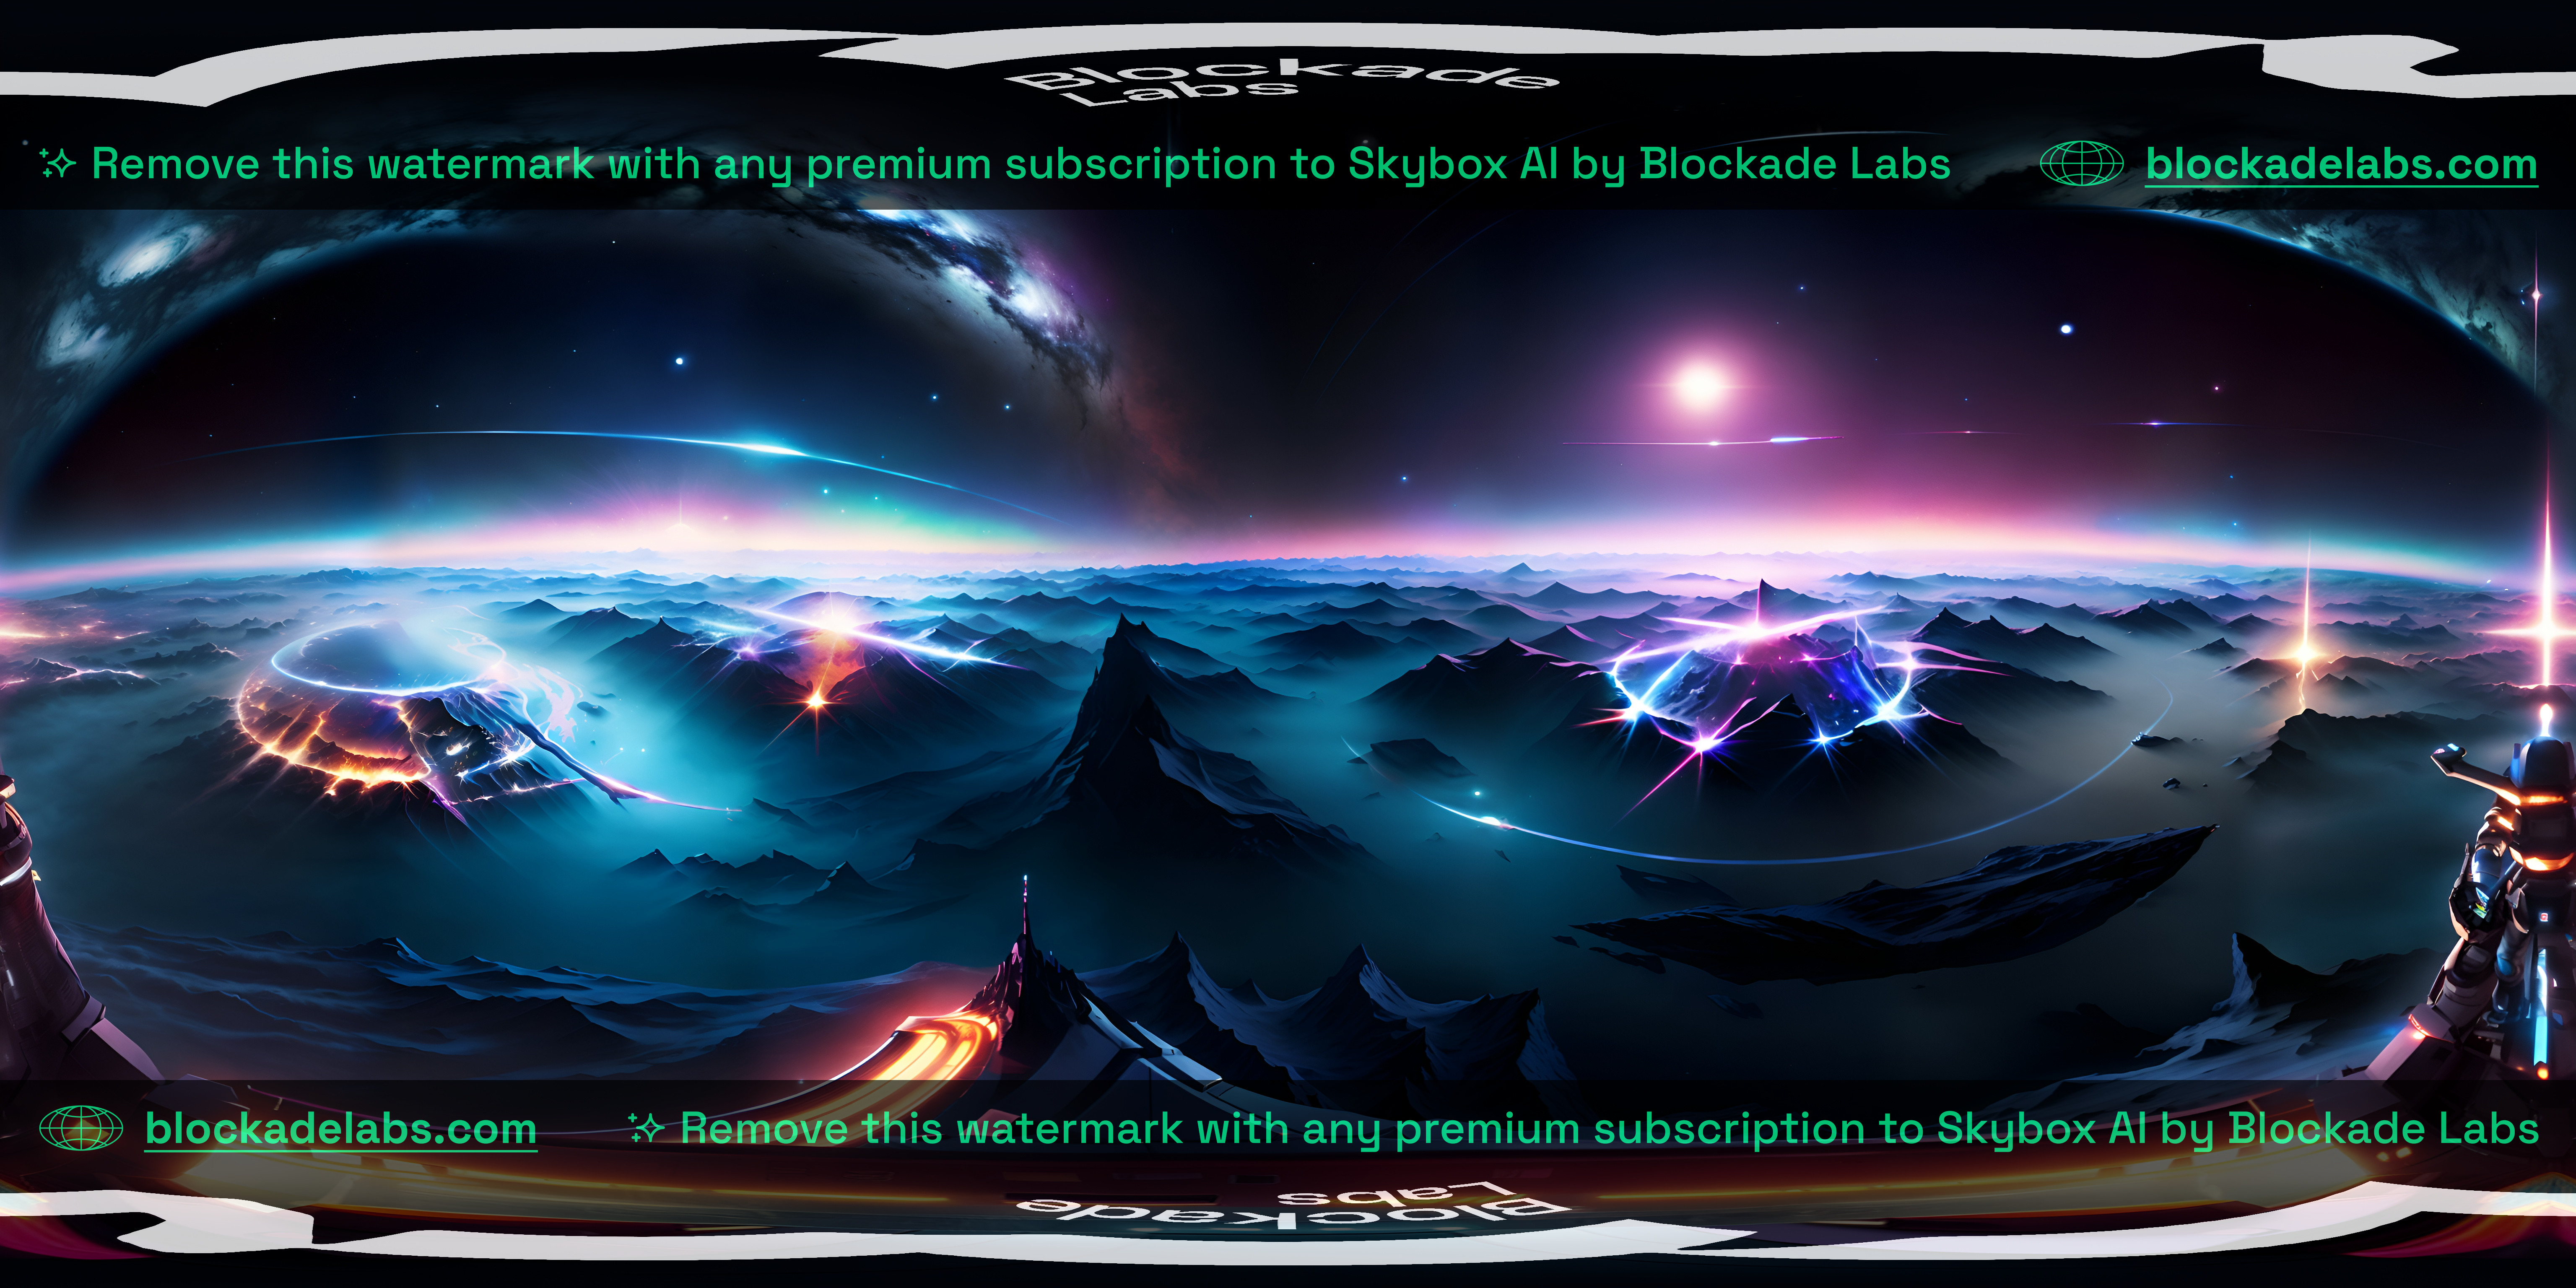 Blockade
Labs
Remove this watermark with any premium subscription to Skybox AI by Blockade Labs
blockadelabs.com
blockadelabs.com
Remove this watermark with any premium subscription to Skybox AI by Blockade Labs
Labs
Blockade